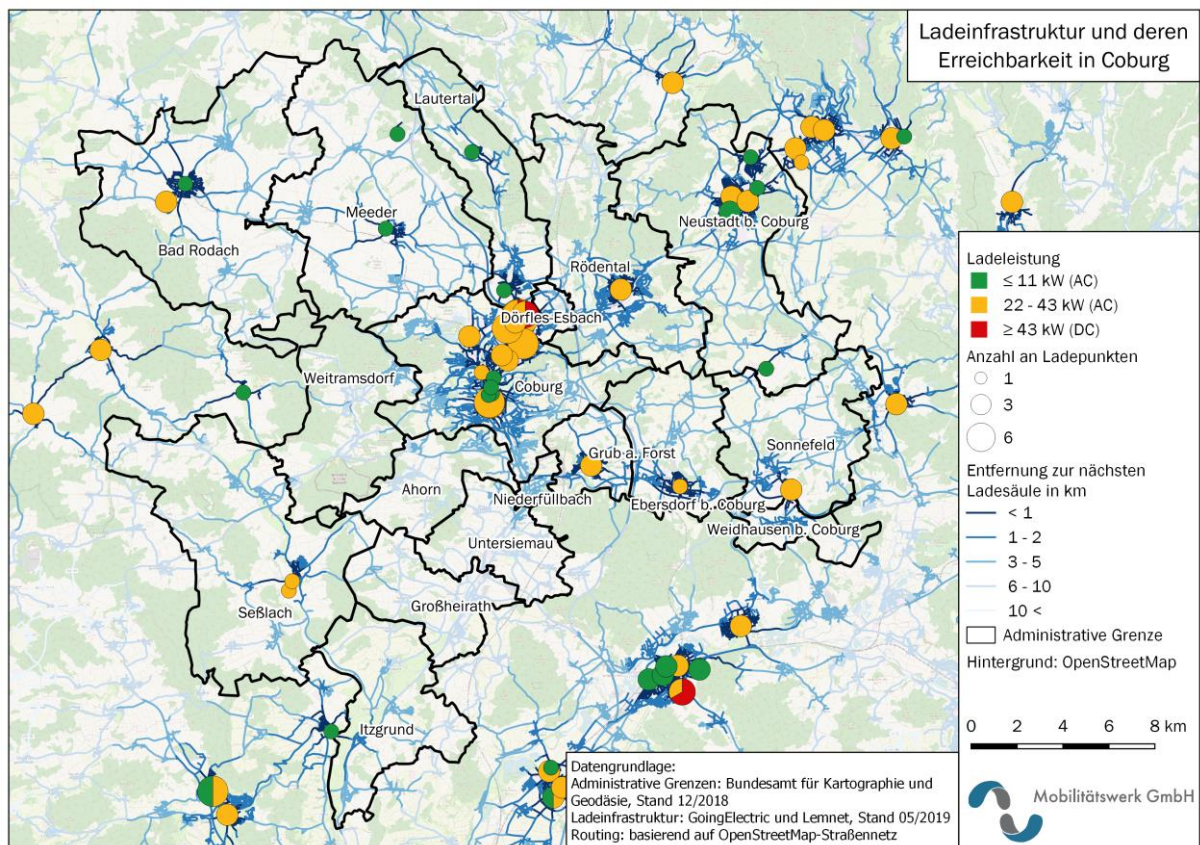 Ladeinfrastruktur und deren
Erreichbarkeit in Coburg
Lautertal
Meeder
Bad Rodach
Neustadt b. Coburg
Rödental
Dörfles-Esbach
Weitramsdorf
Coburg
Sonnefeld
Grub a. Forst
Ahorn
Niederfüllbach
Ebersdorf b. Coburg
Weidhausen b. Coburg
Untersiemau
Großheirath
Seßlach
Itzgrund
Ladeleistung
≤ 11 kW (AC)
22 - 43 kW (AC)
≥ 43 kW (DC)
Anzahl an Ladepunkten
1
3
6
Entfernung zur nächsten
Ladesäule in km
< 1
1 - 2
3 - 5
6 - 10
10 <
Administrative Grenze
Hintergrund: OpenStreetMap
0 2 4 6 8 km
Mobilitätswerk GmbH
Datengrundlage:
Administrative Grenzen: Bundesamt für Kartographie und
Geodäsie, Stand 12/2018
Ladeinfrastruktur: GoingElectric und Lemnet, Stand 05/2019
Routing: basierend auf OpenStreetMap-Straßennetz